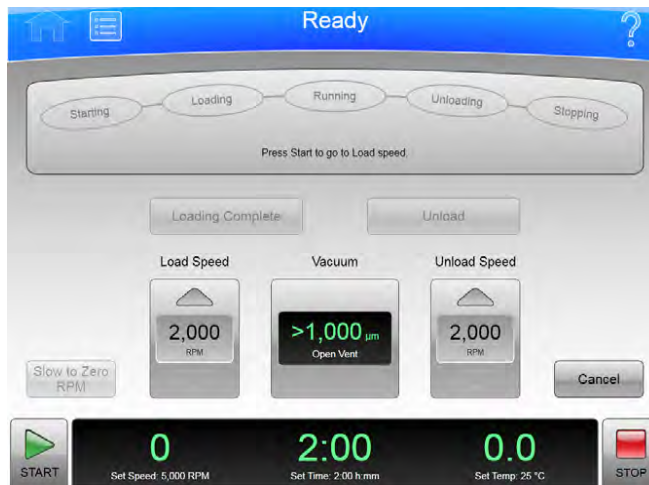 Ready
?
Starting
Loading
Running
Unloading
Stopping
Press Start to go to Load speed.
Loading Complete
Unload
Load Speed
Vacuum
Unload Speed
2,000
RPM
>1,000 µm
Open Vent
2,000
RPM
Slow to Zero
RPM
Cancel
START
0
Set Speed: 5,000 RPM
2:00
Set Time: 2:00 h:mm
0.0
Set Temp: 25 °C
STOP